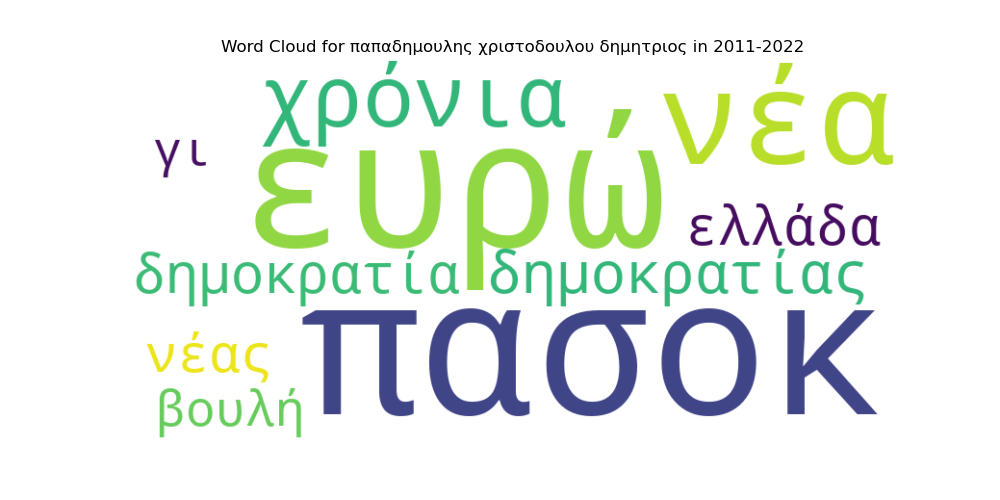 Word Cloud for παπαδημουλης χριστοδουλου δημητριος in 2011-2022
χρόνια
νέα
γι
ευρώ
ελλάδα
δημοκρατία
δημοκρατίας
νέας
πασοκ
βουλή